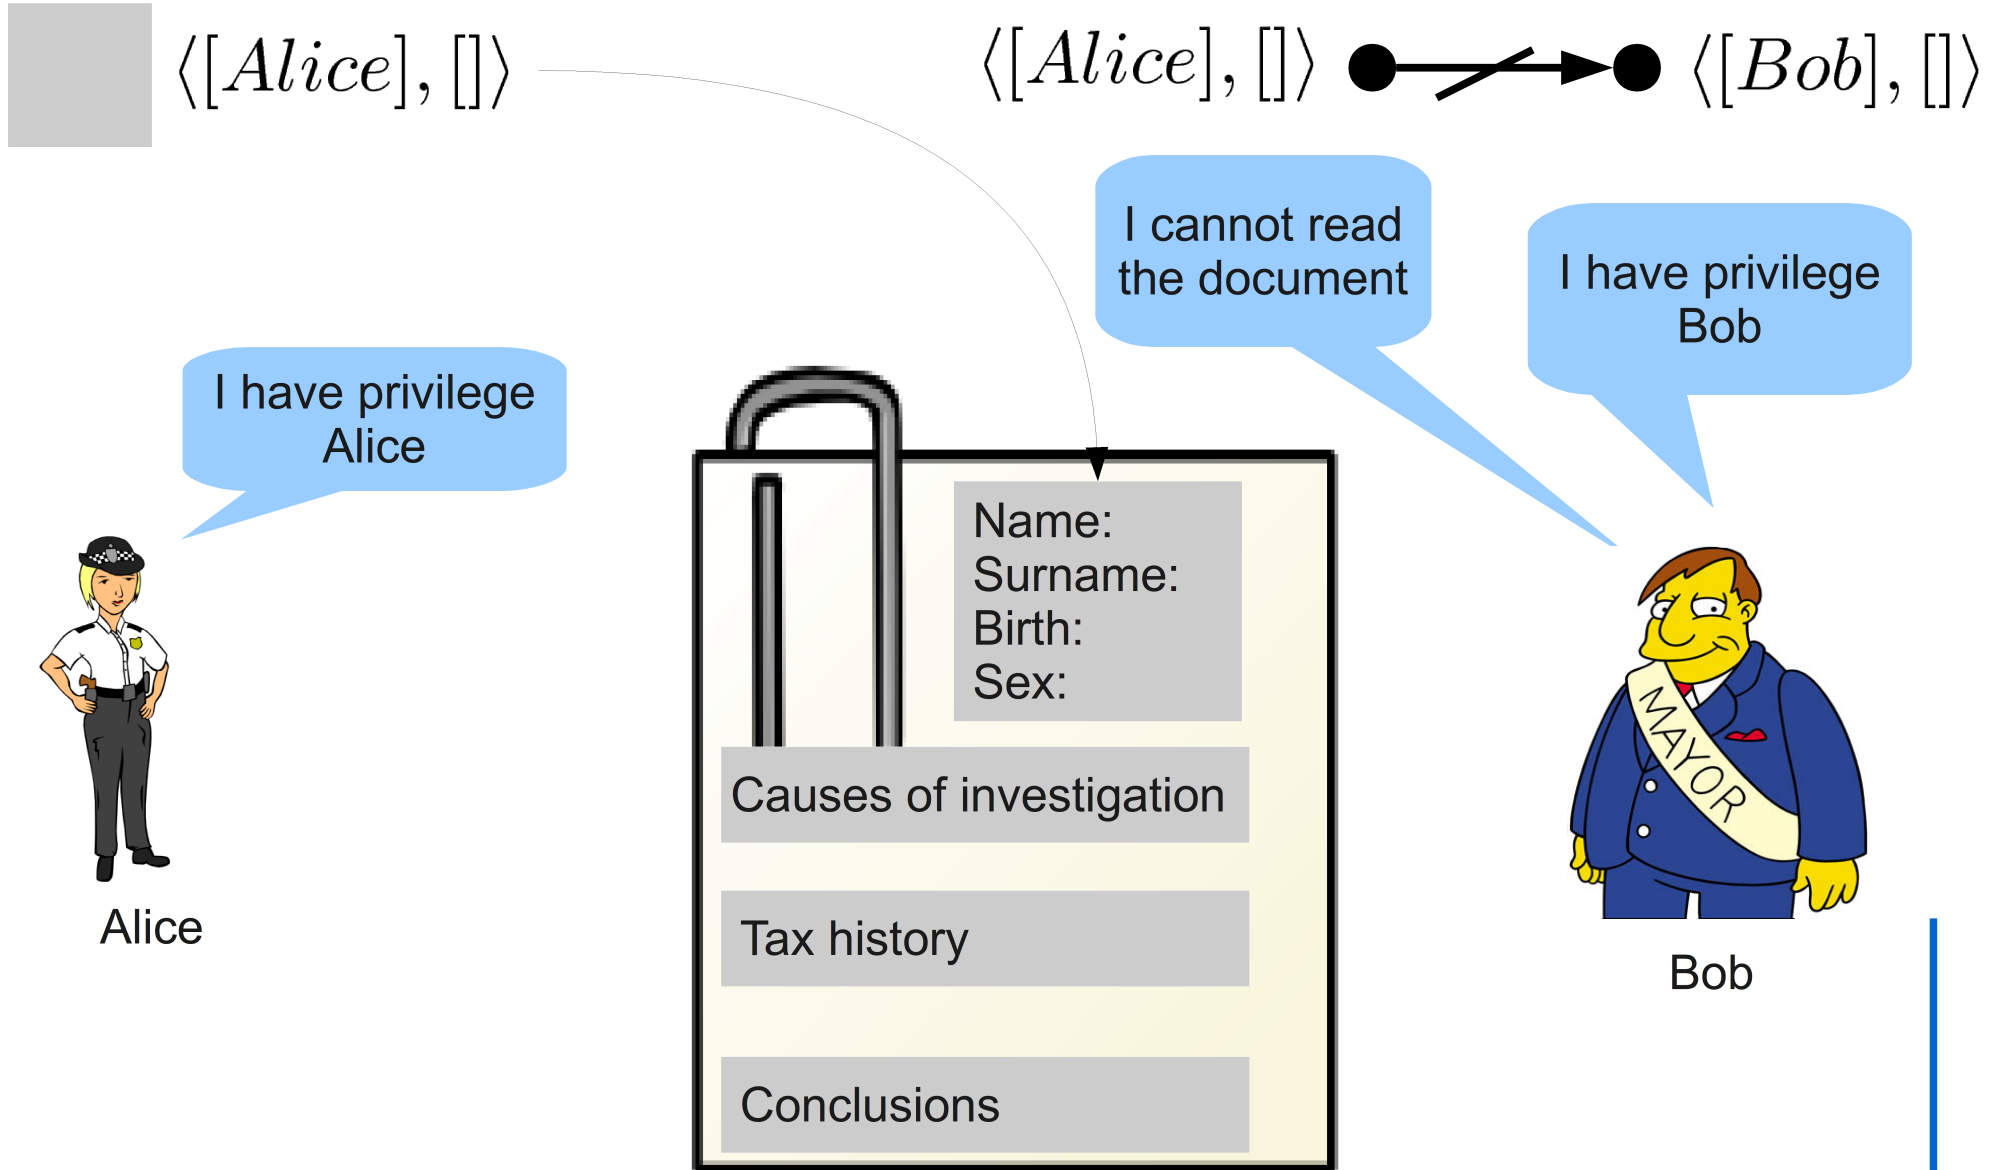 ⟨[Alice], []⟩
⟨[Alice], []⟩ ⟨[Bob], []⟩
I cannot read
the document
I have privilege
Bob
I have privilege
Alice
Name:
Surname:
Birth:
Sex:
Causes of investigation
Tax history
Conclusions
MAYOR
Alice
Bob